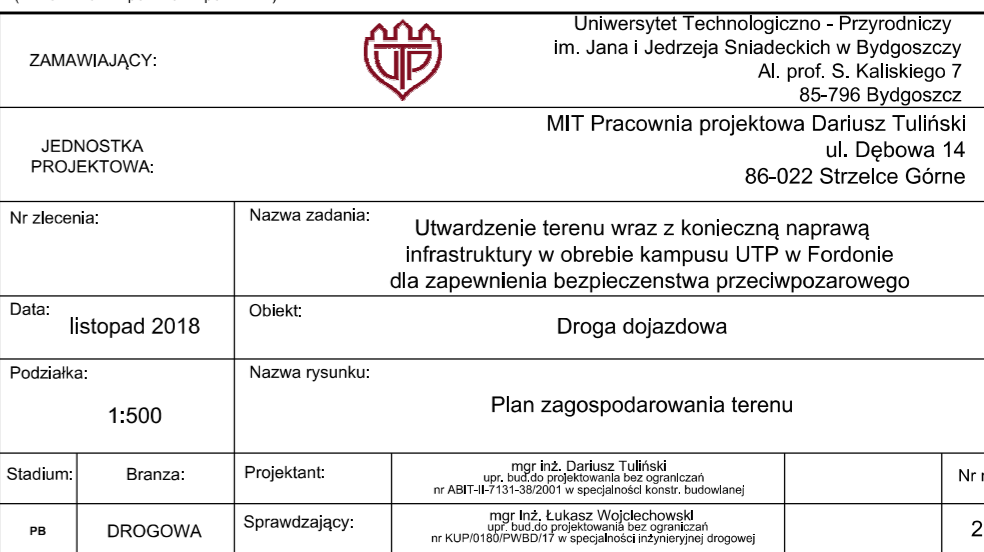 ZAMAWIAJĄCY:
UTP
Uniwersytet Technologiczno - Przyrodniczy
im. Jana i Jedrzeja Sniadeckich w Bydgoszczy
Al. prof. S. Kaliskiego 7
85-796 Bydgoszcz
JEDNOSTKA
PROJEKTOWA:
MIT Pracownia projektowa Dariusz Tuliński
ul. Dębowa 14
86-022 Strzelce Górne
Nr zlecenia:
Nazwa zadania:
Utwardzenie terenu wraz z konieczną naprawą
infrastruktury w obrebie kampusu UTP w Fordonie
dla zapewnienia bezpieczenstwa przeciwpozarowego
Data:
listopad 2018
Obiekt:
Droga dojazdowa
Podziałka:
1:500
Nazwa rysunku:
Plan zagospodarowania terenu
Stadium:
Branza:
Projektant:
mgr inż. Dariusz Tuliński
upr. bud.do projektowania bez ograniczań
nr ABIT-II-7131-38/2001 w specjalności konstr. budowlanej
Nr
PB
DROGOWA
Sprawdzający:
mgr Inż. Łukasz Wojciechowski
upr. bud.do projektowania bez ograniczań
nr KUP/0180/PWBD/17 w specjalności inżynieryjnej drogowej
2